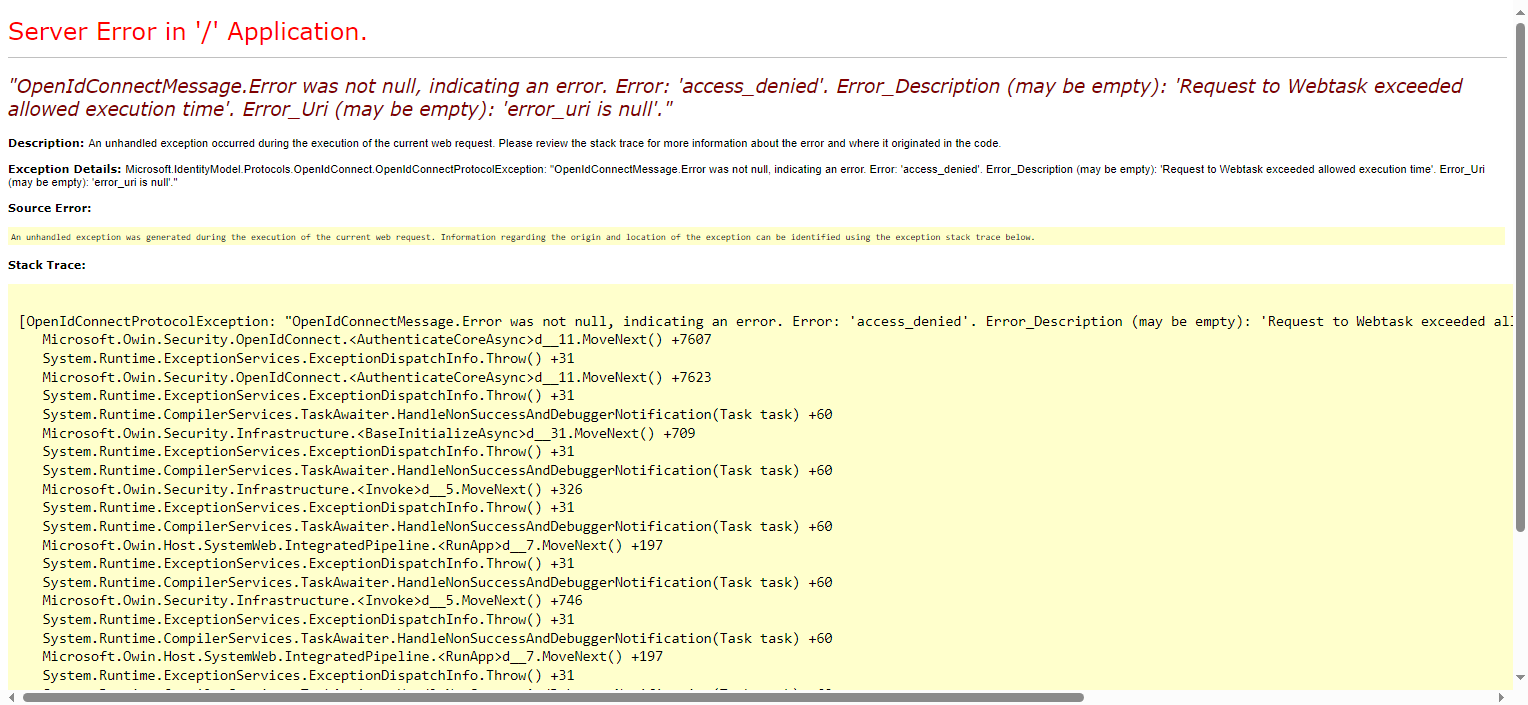 Server Error in '/' Application.
"OpenIdConnectMessage.Error was not null, indicating an error. Error: 'access_denied'. Error_Description (may be empty): 'Request to Webtask exceeded
allowed execution time'. Error_Uri (may be empty): 'error_uri is null'."
Description: An unhandled exception occurred during the execution of the current web request. Please review the stack trace for more information about the error and where it originated in the code.
Exception Details: Microsoft.IdentityModel.Protocols.OpenIdConnect.OpenIdConnectProtocolException: "OpenIdConnectMessage.Error was not null, indicating an error. Error: 'access_denied'. Error_Description (may be empty): 'Request to Webtask exceeded allowed execution time'. Error_Uri
(may be empty): 'error_uri is null'."
Source Error:
An unhandled exception was generated during the execution of the current web request. Information regarding the origin and location of the exception can be identified using the exception stack trace below.
Stack Trace:
[OpenIdConnectProtocolException: "OpenIdConnectMessage.Error was not null, indicating an error. Error: 'access_denied'. Error_Description (may be empty): 'Request to Webtask exceeded
Microsoft.Owin.Security.OpenIdConnect.<AuthenticateCoreAsync>d__11.MoveNext() +7607
System.Runtime.ExceptionServices.ExceptionDispatchInfo.Throw() +31
Microsoft.Owin.Security.OpenIdConnect.<AuthenticateCoreAsync>d__11.MoveNext() +7623
System.Runtime.ExceptionServices.ExceptionDispatchInfo.Throw() +31
System.Runtime.CompilerServices.TaskAwaiter.HandleNonSuccessAndDebuggerNotification(Task task) +60
Microsoft.Owin.Security.Infrastructure.<BaseInitializeAsync>d__31.MoveNext() +709
System.Runtime.ExceptionServices.ExceptionDispatchInfo.Throw() +31
System.Runtime.CompilerServices.TaskAwaiter.HandleNonSuccessAndDebuggerNotification(Task task) +60
Microsoft.Owin.Security.Infrastructure.<Invoke>d__5.MoveNext() +326
System.Runtime.ExceptionServices.ExceptionDispatchInfo.Throw() +31
System.Runtime.CompilerServices.TaskAwaiter.HandleNonSuccessAndDebuggerNotification(Task task) +60
Microsoft.Owin.Host.SystemWeb.IntegratedPipeline.<RunApp>d__7.MoveNext() +197
System.Runtime.ExceptionServices.ExceptionDispatchInfo.Throw() +31
System.Runtime.CompilerServices.TaskAwaiter.HandleNonSuccessAndDebuggerNotification(Task task) +60
Microsoft.Owin.Security.Infrastructure.<Invoke>d__5.MoveNext() +746
System.Runtime.ExceptionServices.ExceptionDispatchInfo.Throw() +31
System.Runtime.CompilerServices.TaskAwaiter.HandleNonSuccessAndDebuggerNotification(Task task) +60
Microsoft.Owin.Host.SystemWeb.IntegratedPipeline.<RunApp>d__7.MoveNext() +197
System.Runtime.ExceptionServices.ExceptionDispatchInfo.Throw() +31